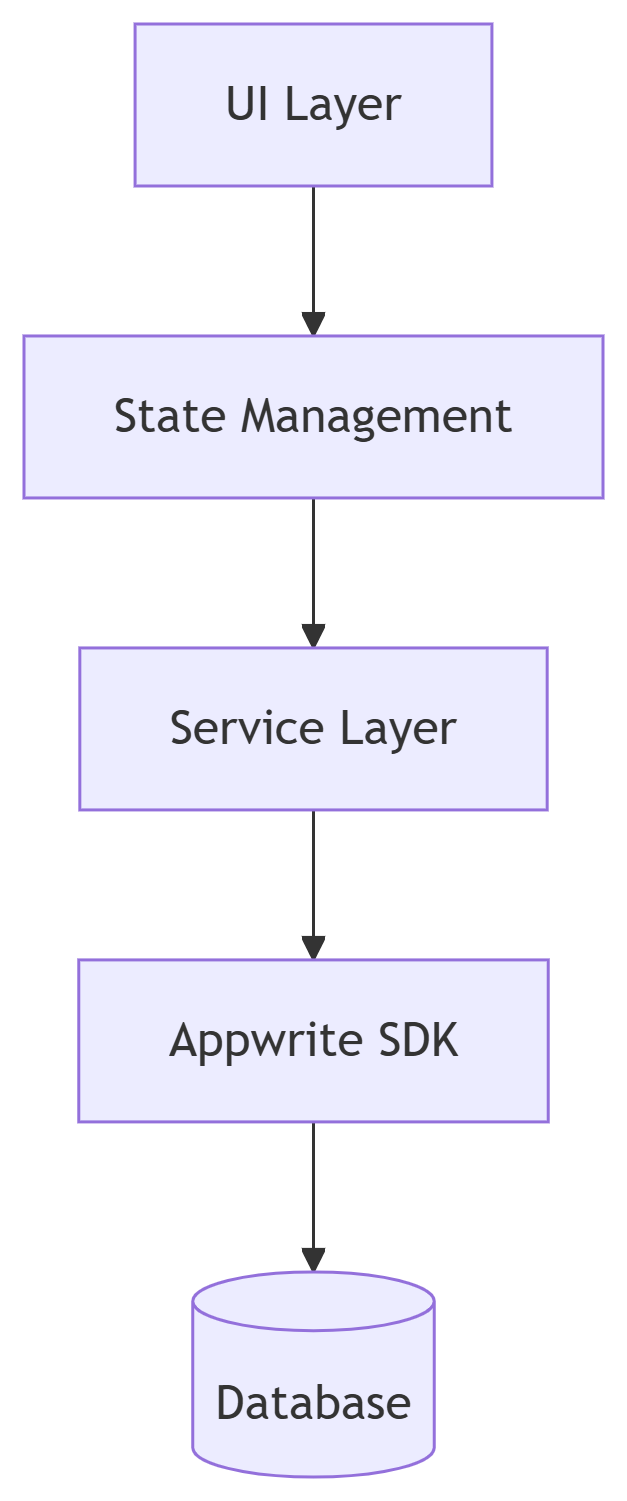 UI Layer
State Management
Service Layer
Appwrite SDK
Database